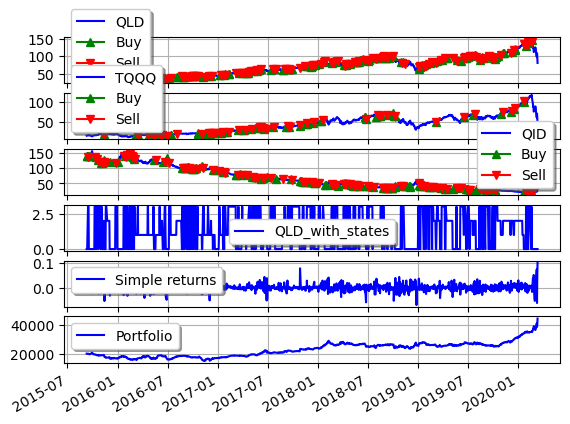 QLD
Buy
Sell
150
100
50
TQQQ
Buy
Sell
100
50
QID
Buy
Sell
150
100
50
2.5
0.0
QLD_with_states
0.1
0.0
Simple returns
40000
20000
Portfolio
2015-07
2016-01
2016-07
2017-01
2017-07
2018-01
2018-07
2019-01
2019-07
2020-01